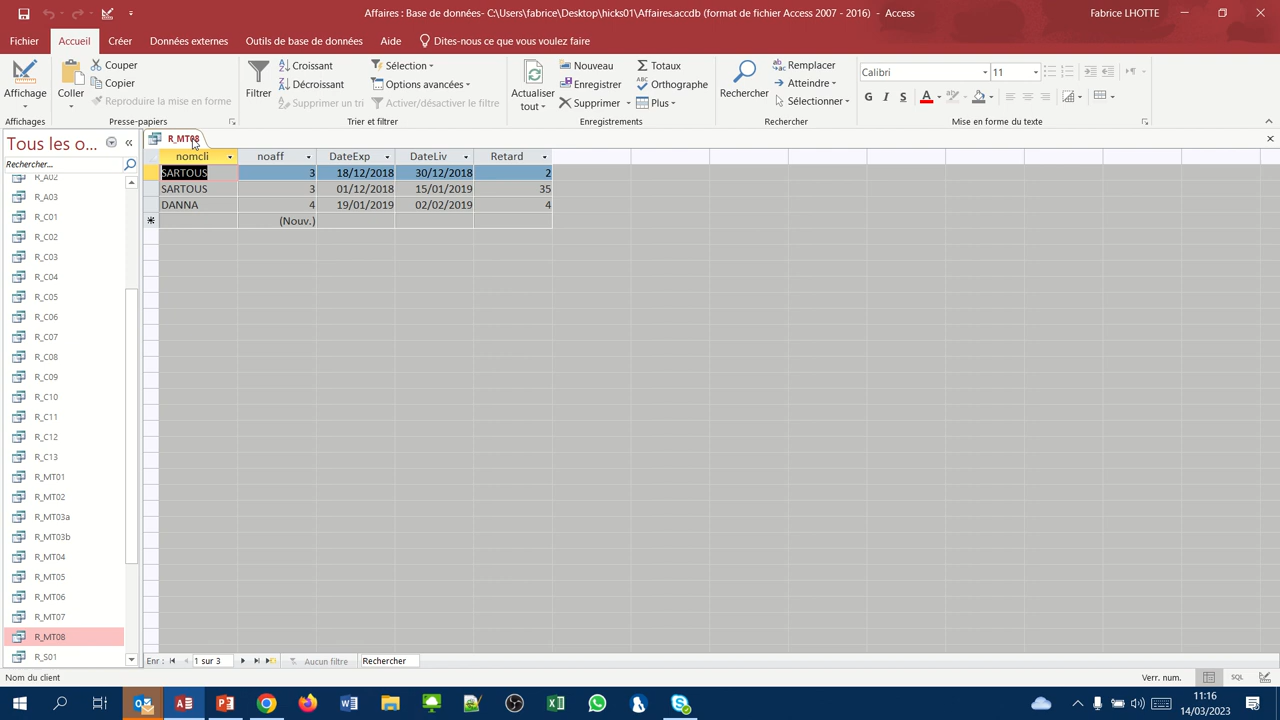 Affaires : Base de données- C:\Users\fabrice\Desktop\hicks01\Affaires.accdb (format de fichier Access 2007 - 2016) - Access
Fabrice LHOTTE
Fichier
Accueil
Créer
Données externes
Outils de base de données
Aide
Dites-nous ce que vous voulez faire
Affichage
Coller
Couper
Copier
Reproduire la mise en forme
Filtrer
Croissant
Décroissant
Supprimer un tri
Sélection
Options avancées
Activer/désactiver le filtre
Actualiser
tout
Nouveau
Enregistrer
Supprimer
Totaux
Orthographe
Plus
Rechercher
Remplacer
Atteindre
Sélectionner
Calibri
11
G
I
S
A
Affichages
Presse-papiers
Trier et filtrer
Enregistrements
Rechercher
Mise en forme du texte
Tous les o...
Rechercher...
R_A02
R_A03
R_C01
R_C02
R_C03
R_C04
R_C05
R_C06
R_C07
R_C08
R_C09
R_C10
R_C11
R_C12
R_C13
R_MT01
R_MT02
R_MT03a
R_MT03b
R_MT04
R_MT05
R_MT06
R_MT07
R_MT08
R_S01
R_MT08
nomcli noaff DateExp DateLiv Retard
SARTOUS 3 18/12/2018 30/12/2018 2
SARTOUS 3 01/12/2018 15/01/2019 35
DANNA 4 19/01/2019 02/02/2019 4
(Nouv.)
Enr : 1 sur 3 Aucun filtre Rechercher
Nom du client
Verr. num.
SQL
11:16
14/03/2023